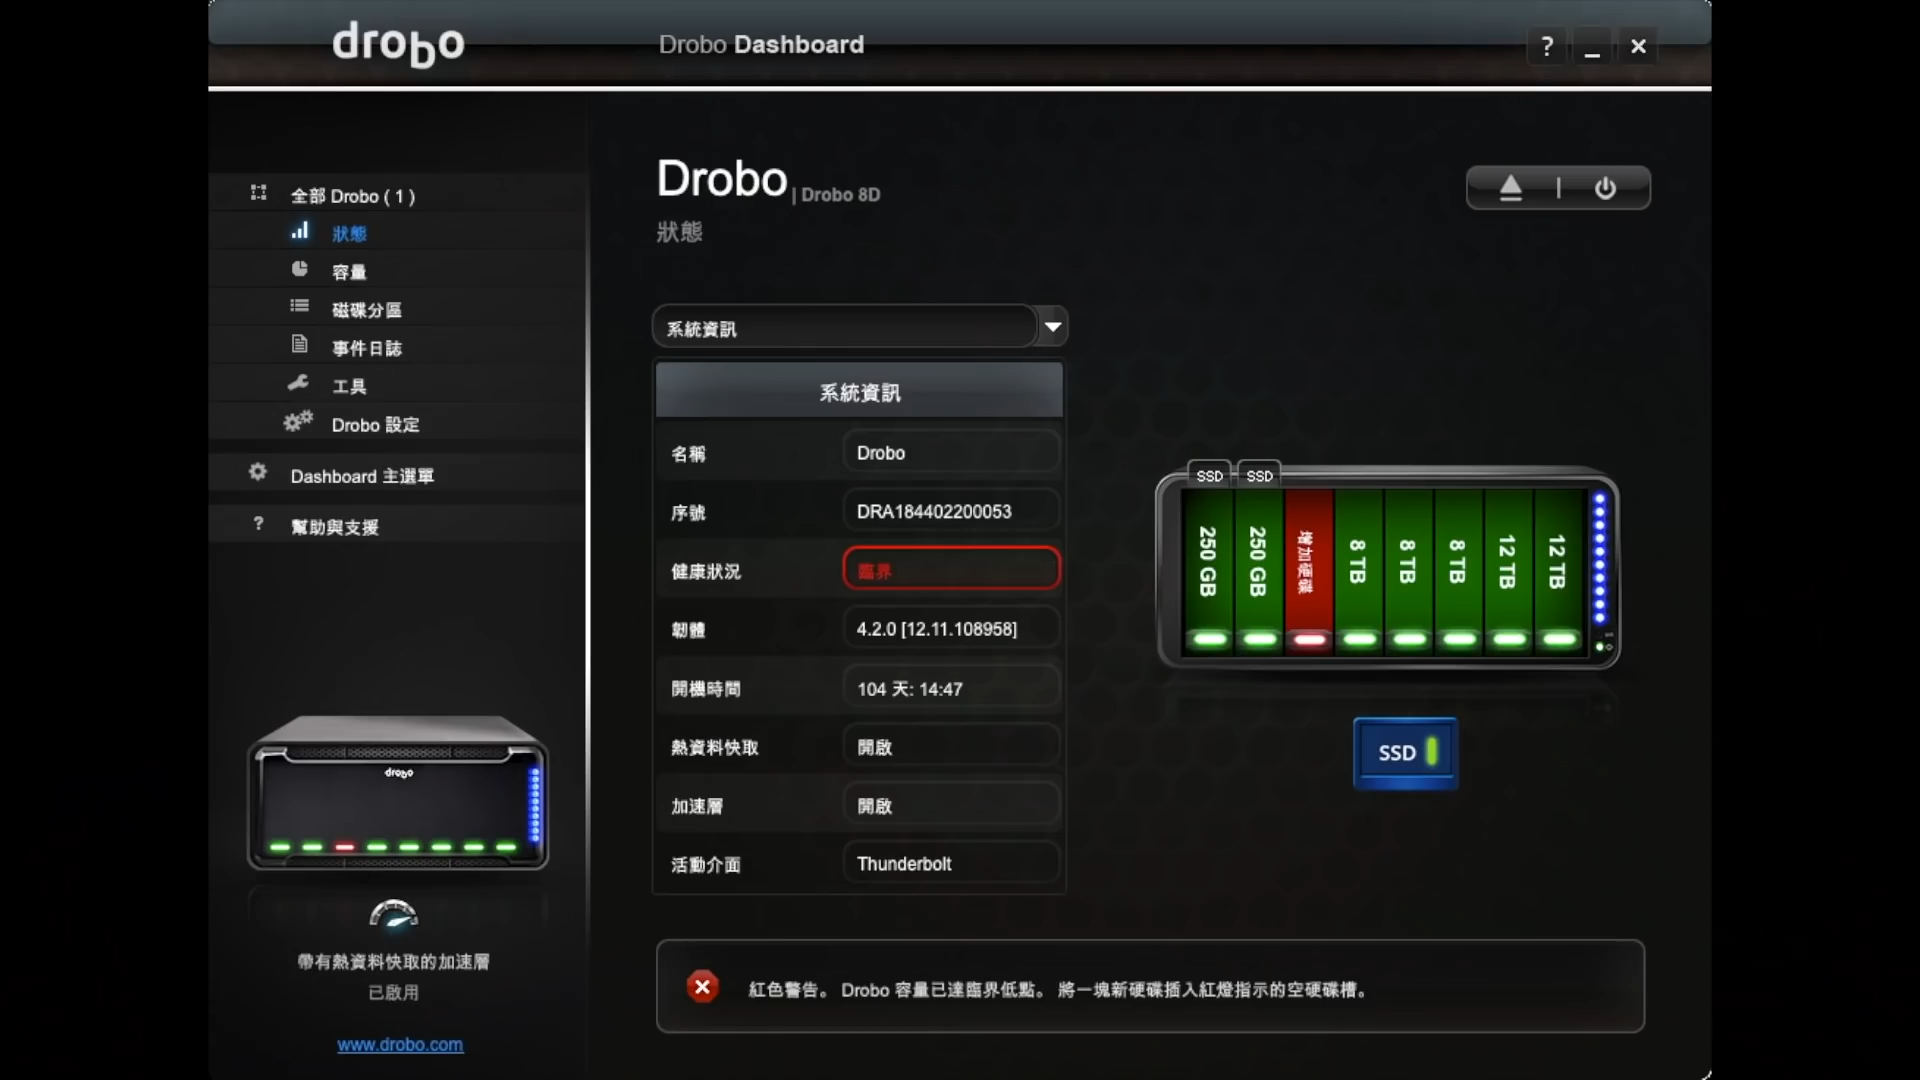 drobo
Drobo Dashboard
?
全部 Drobo ( 1 )
狀態
容量
磁碟分區
事件日誌
工具
Drobo 設定
Dashboard 主選單
? 幫助與支援
drobo
帶有熱資料快取的加速層
已啟用
www.drobo.com
Drobo | Drobo 8D
狀態
系統資訊
系統資訊
名稱 Drobo
序號 DRA184402200053
健康狀況 臨界
韌體 4.2.0 [12.11.108958]
開機時間 104 天: 14:47
熱資料快取 開啟
加速層 開啟
活動介面 Thunderbolt
SSD SSD
250 GB
250 GB
增加硬碟
8 TB
8 TB
8 TB
12 TB
12 TB
SSD
紅色警告。 Drobo 容量已達臨界低點。 將一塊新硬碟插入紅燈指示的空硬碟槽。